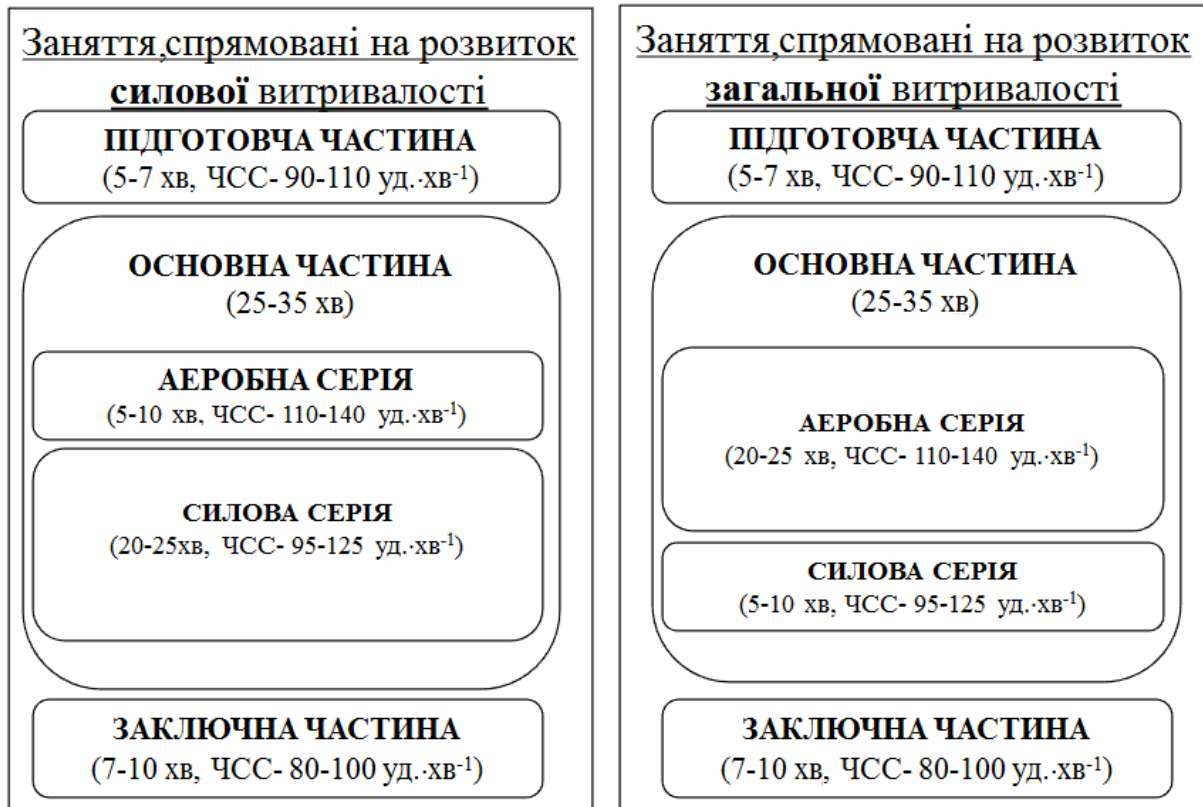 Заняття,спрямовані на розвиток
силової витривалості
ПІДГОТОВЧА ЧАСТИНА
(5-7 хв, ЧСС- 90-110 уд.·хв⁻¹)
ОСНОВНА ЧАСТИНА
(25-35 хв)
АЕРОБНА СЕРІЯ
(5-10 хв, ЧСС- 110-140 уд.·хв⁻¹)
СИЛОВА СЕРІЯ
(20-25хв, ЧСС- 95-125 уд.·хв⁻¹)
ЗАКЛЮЧНА ЧАСТИНА
(7-10 хв, ЧСС- 80-100 уд.·хв⁻¹)
Заняття,спрямовані на розвиток
загальної витривалості
ПІДГОТОВЧА ЧАСТИНА
(5-7 хв, ЧСС- 90-110 уд.·хв⁻¹)
ОСНОВНА ЧАСТИНА
(25-35 хв)
АЕРОБНА СЕРІЯ
(20-25 хв, ЧСС- 110-140 уд.·хв⁻¹)
СИЛОВА СЕРІЯ
(5-10 хв, ЧСС- 95-125 уд.·хв⁻¹)
ЗАКЛЮЧНА ЧАСТИНА
(7-10 хв, ЧСС- 80-100 уд.·хв⁻¹)